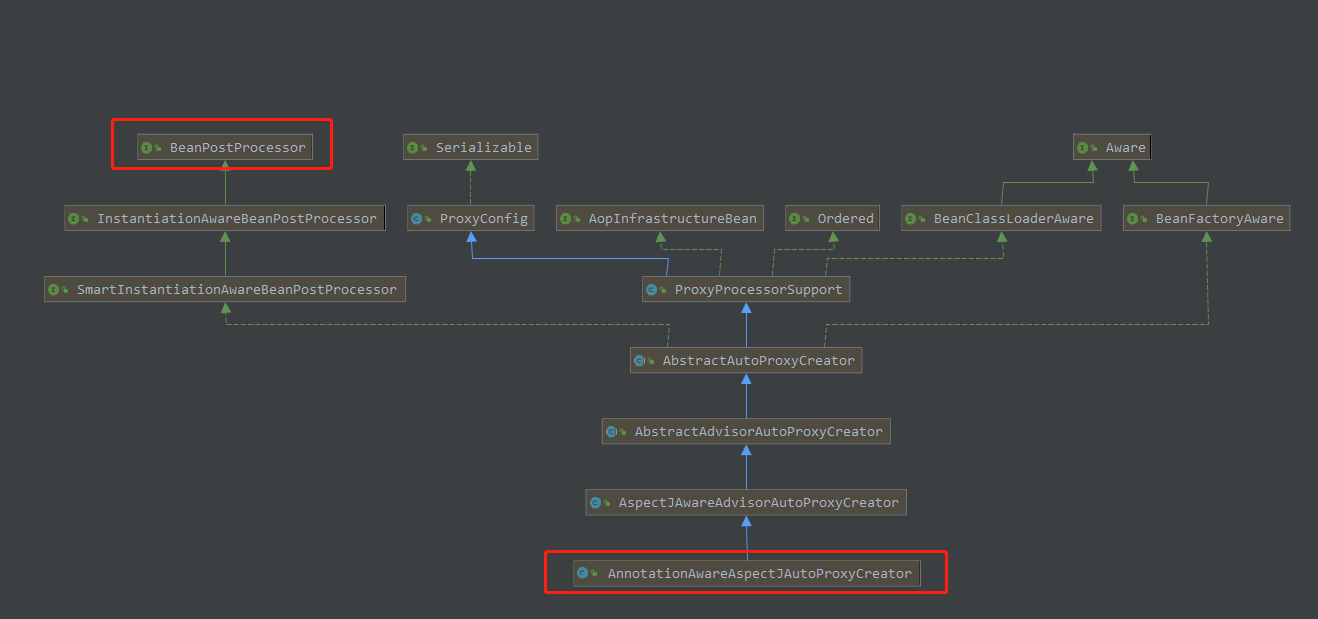 BeanPostProcessor
Serializable
Aware
InstantiationAwareBeanPostProcessor
ProxyConfig
AopInfrastructureBean
Ordered
BeanClassLoaderAware
BeanFactoryAware
SmartInstantiationAwareBeanPostProcessor
ProxyProcessorSupport
AbstractAutoProxyCreator
AbstractAdvisorAutoProxyCreator
AspectJAwareAdvisorAutoProxyCreator
AnnotationAwareAspectJAutoProxyCreator